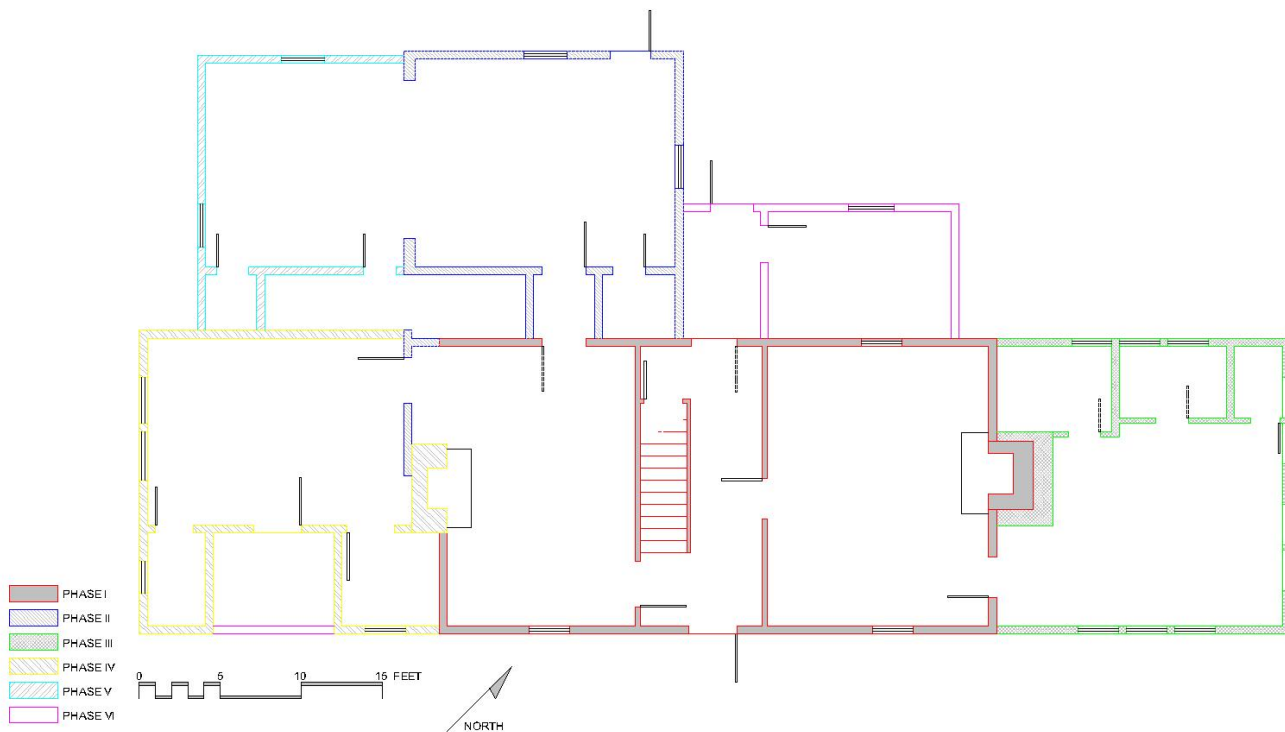 PHASE I
PHASE II
PHASE III
PHASE IV
PHASE V
PHASE VI
0 5 10 15 FEET
NORTH